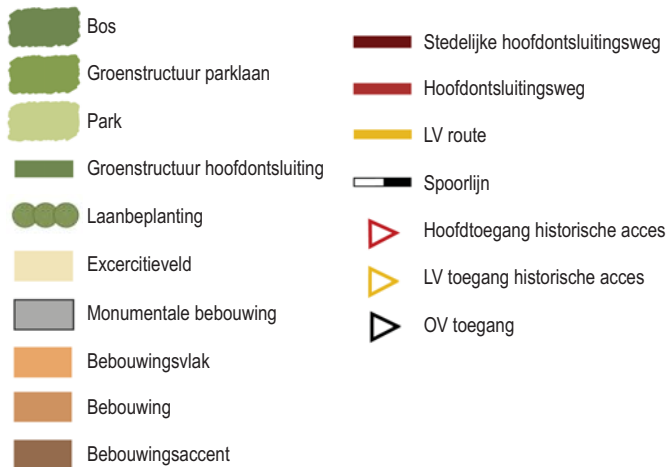 Bos
Groenstructuur parklaan
Park
Groenstructuur hoofdontsluiting
Laanbeplanting
Excercitieveld
Monumentale bebouwing
Bebouwingsvlak
Bebouwing
Bebouwingsaccent
Stedelijke hoofdontsluitingsweg
Hoofdontsluitingsweg
LV route
Spoorlijn
Hoofdtoegang historische acces
LV toegang historische acces
OV toegang